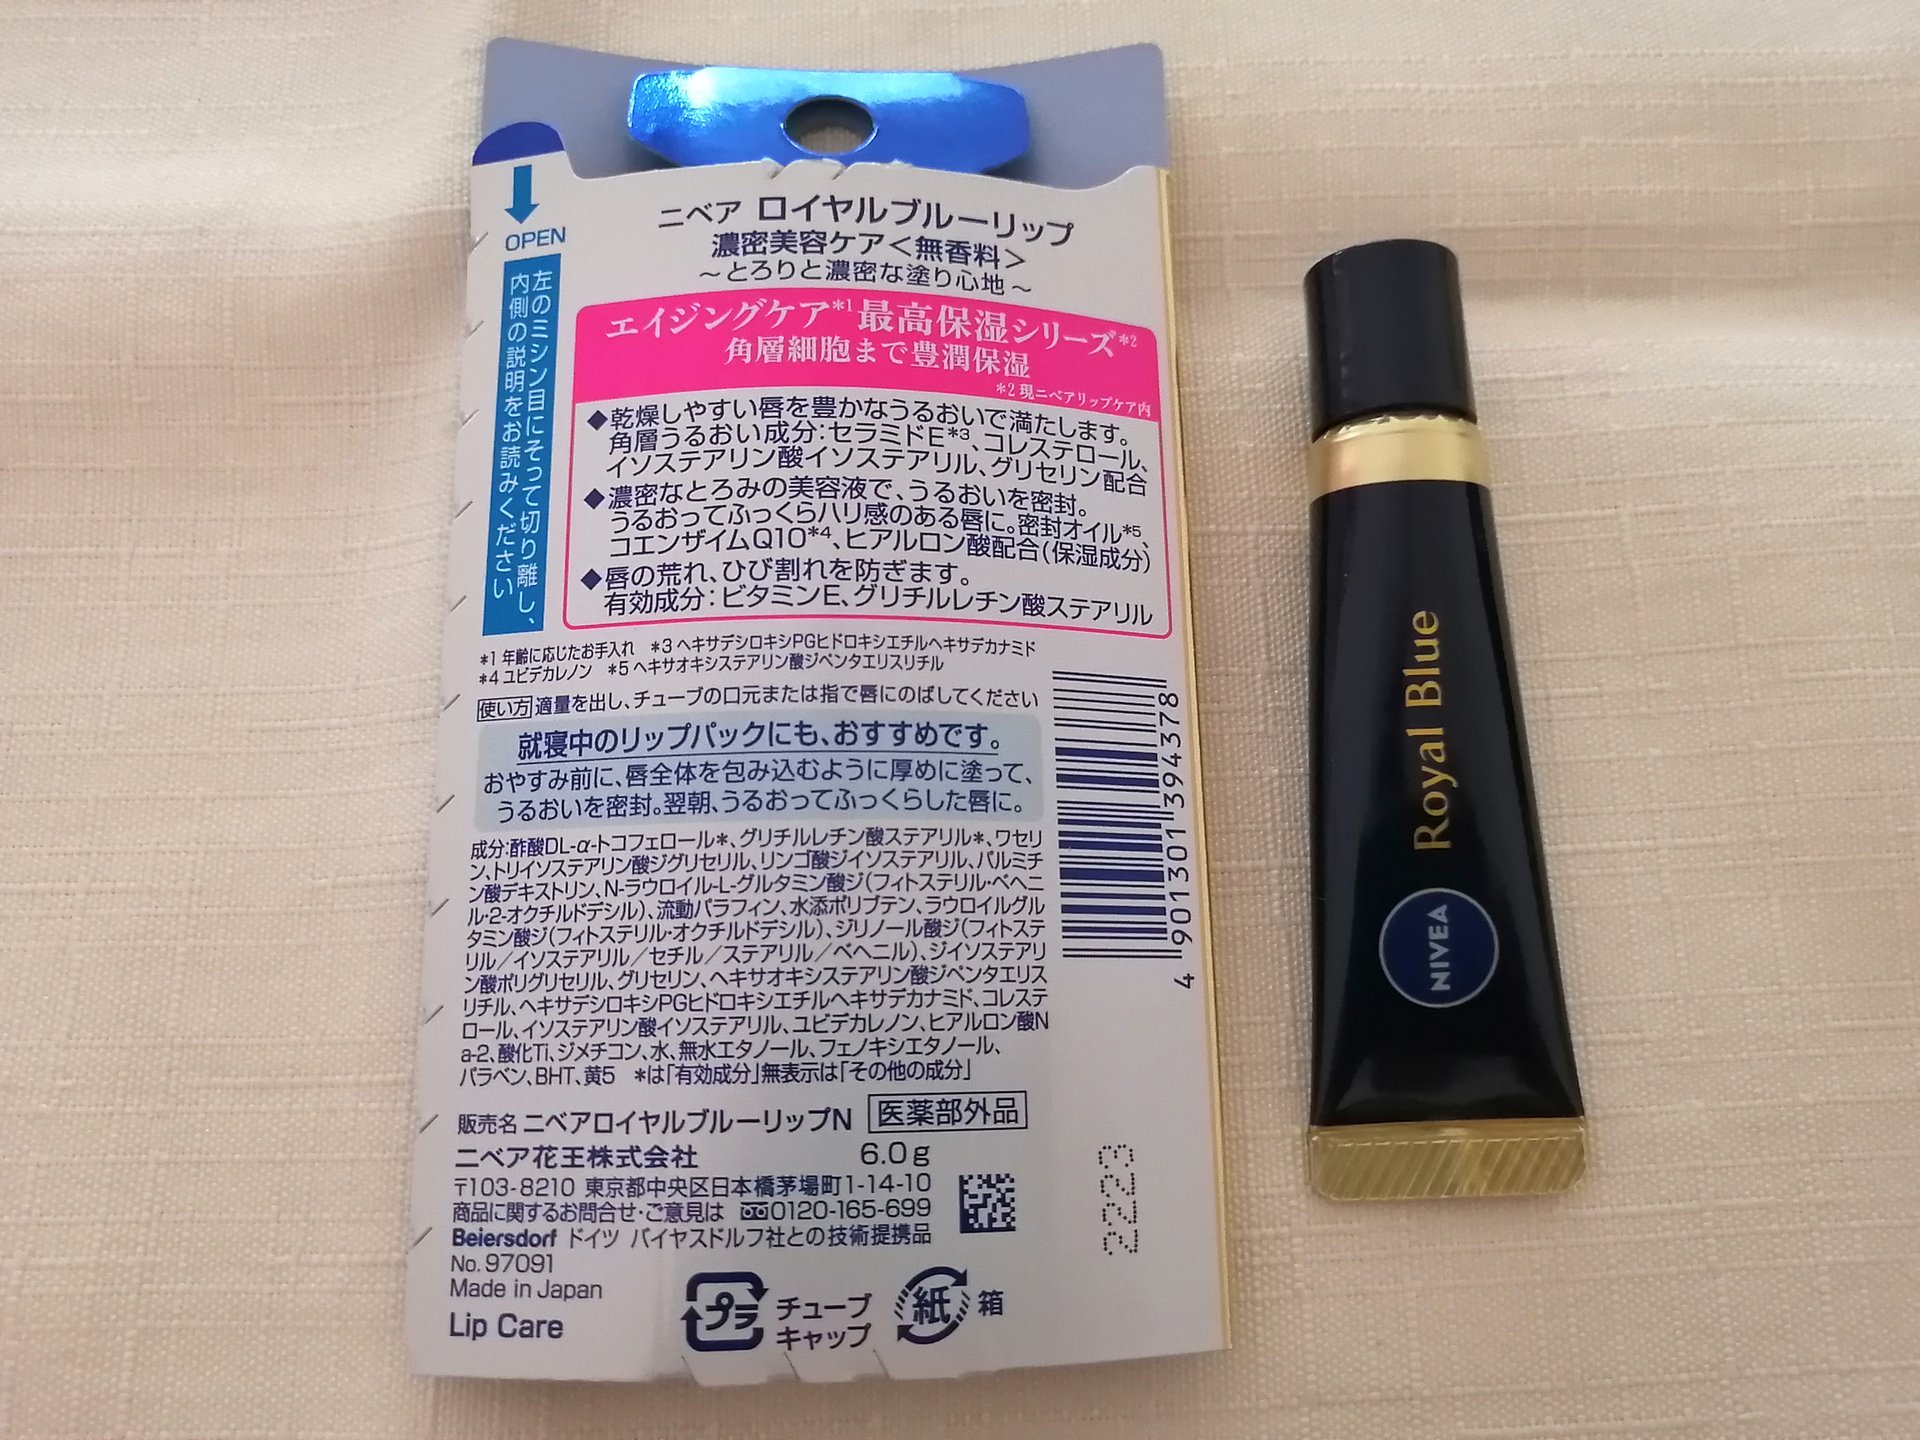 OPEN
左のミシン目にそって切り離し、
内側の説明をお読みください
ニベア ロイヤルブルーリップ
濃密美容ケア<無香料>
～とろりと濃密な塗り心地～
エイジングケア*1最高保湿シリーズ*2
角層細胞まで豊潤保湿
*2 現ニベアリップケア内
◆乾燥しやすい唇を豊かなうるおいで満たします。
角層うるおい成分:セラミドE*3、コレステロール、
イソステアリン酸イソステアリル、グリセリン配合
◆濃密なとろみの美容液で、うるおいを密封。
うるおってふっくらハリ感のある唇に。密封オイル*5、
コエンザイムQ10*4、ヒアルロン酸配合(保湿成分)
◆唇の荒れ、ひび割れを防ぎます。
有効成分:ビタミンE、グリチルレチン酸ステアリル
*1 年齢に応じたお手入れ *3 ヘキサデシロキシPGヒドロキシエチルヘキサデカナミド
*4 ユビデカレノン *5 ヘキサオキシステアリン酸ジペンタエリスリチル
使い方 適量を出し、チューブの口元または指で唇にのばしてください
就寝中のリップパックにも、おすすめです。
おやすみ前に、唇全体を包み込むように厚めに塗って、
うるおいを密封。翌朝、うるおってふっくらした唇に。
成分:酢酸DL-α-トコフェロール*、グリチルレチン酸ステアリル*、ワセリ
ン、トリイソステアリン酸ジグリセリル、リンゴ酸ジイソステアリル、パルミチ
ン酸デキストリン、N-ラウロイル-L-グルタミン酸ジ(フィトステリル・ベヘニ
ル・2-オクチルドデシル)、流動パラフィン、水添ポリブテン、ラウロイルグル
タミン酸ジ(フィトステリル・オクチルドデシル)、ジリノール酸ジ(フィトステ
リル/イソステアリル/セチル/ステアリル/ベヘニル)、ジイソステアリ
ン酸ポリグリセリル、グリセリン、ヘキサオキシステアリン酸ジペンタエリス
リチル、ヘキサデシロキシPGヒドロキシエチルヘキサデカナミド、コレステ
ロール、イソステアリン酸イソステアリル、ユビデカレノン、ヒアルロン酸N
a-2、酸化Ti、ジメチコン、水、無水エタノール、フェノキシエタノール、
パラベン、BHT、黄5 *は「有効成分」無表示は「その他の成分」
4 901301 394378
販売名 ニベアロイヤルブルーリップN 医薬部外品
ニベア花王株式会社 6.0g
〒103-8210 東京都中央区日本橋茅場町1-14-10
商品に関するお問合せ・ご意見は 0120-165-699
Beiersdorf ドイツ バイヤスドルフ社との技術提携品
No. 97091
Made in Japan
Lip Care
プラ チューブ
キャップ
紙 箱
2223
Royal Blue
NIVEA